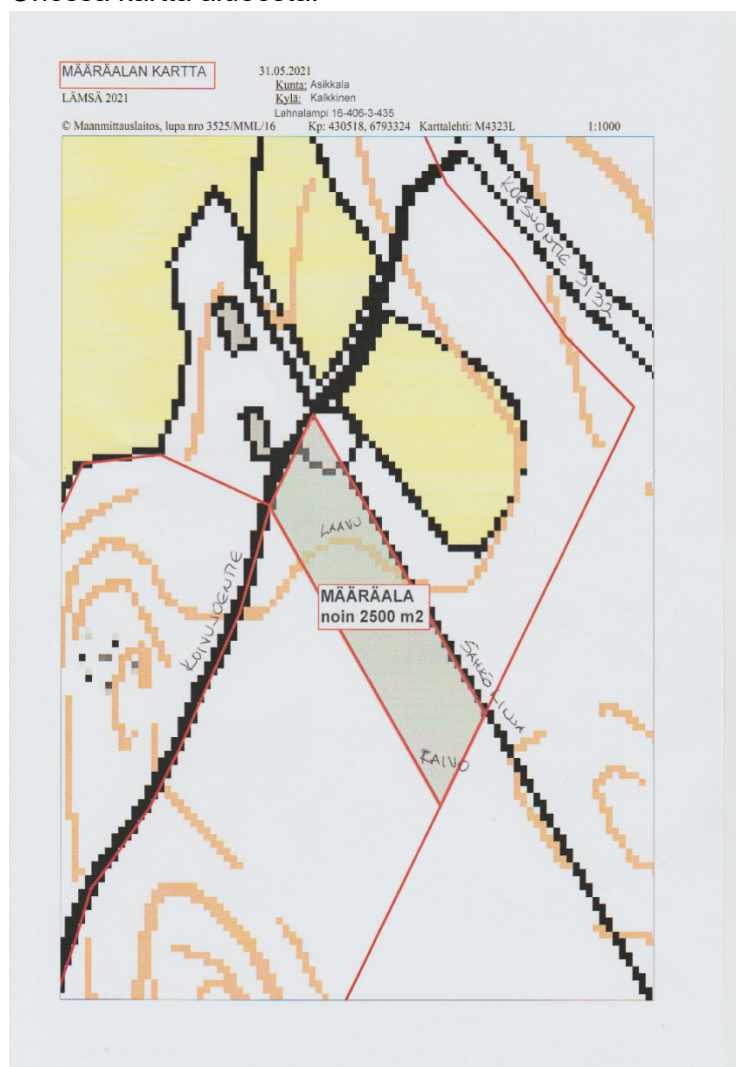 Ohessa kartta alueesta:
MÄÄRÄALAN KARTTA
31.05.2021
Kunta: Asikkala
LÄMSÄ 2021
Kylä: Kalkkinen
Lahnalampi 16-406-3-435
© Maanmittauslaitos, lupa nro 3525/MML/16 Kp: 430518, 6793324 Karttalehti: M4323L 1:1000
KOPSUONTIE 3132
LAAVU
KOIVUJOENTIE
MÄÄRÄALA
noin 2500 m2
SÄHKÖLINJA
KAIVO